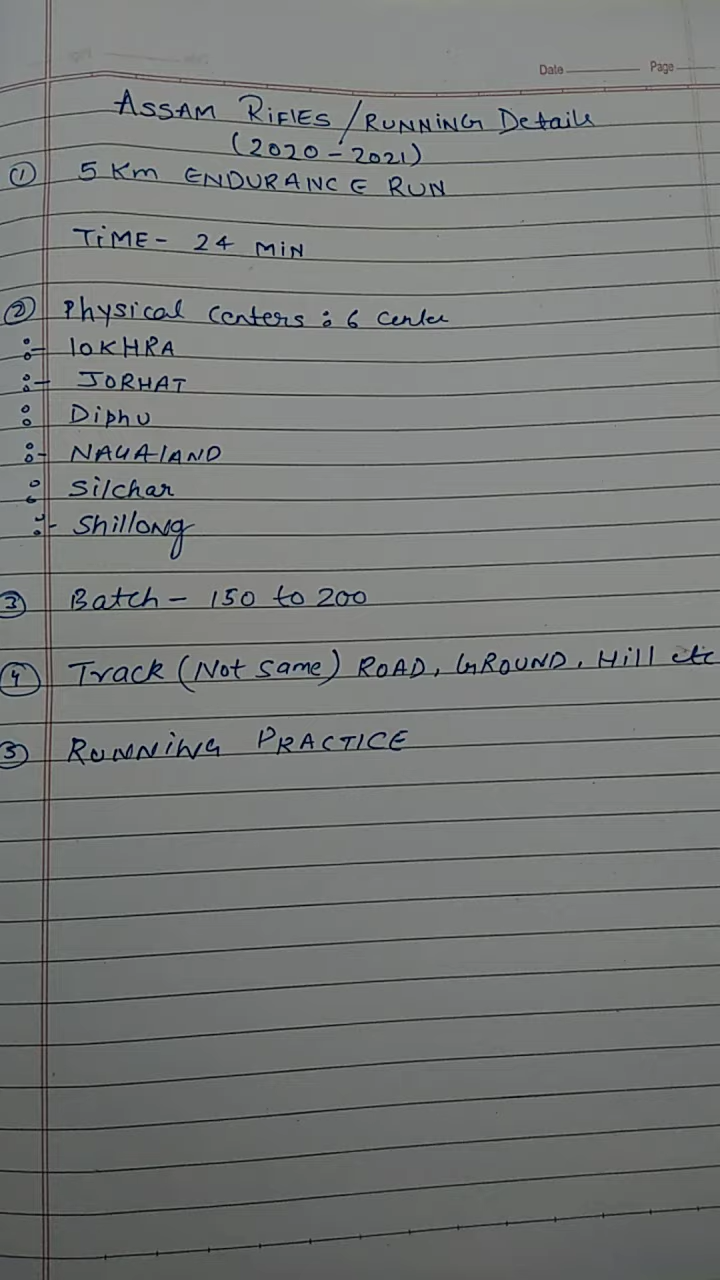 Date Page
ASSAM RIFLES / RUNNING Details
(2020-2021)
① 5 Km ENDURANCE RUN
TiME- 24 MiN
② Physical Centers : 6 Center
:- lOKHRA
:- JORHAT
: Diphu
:- NAGAlAND
: Silchar
:- Shillong
③ Batch - 150 to 200
④ Track (Not same) ROAD, GROUND, Hill etc
⑤ RUNNiNG PRACTICE